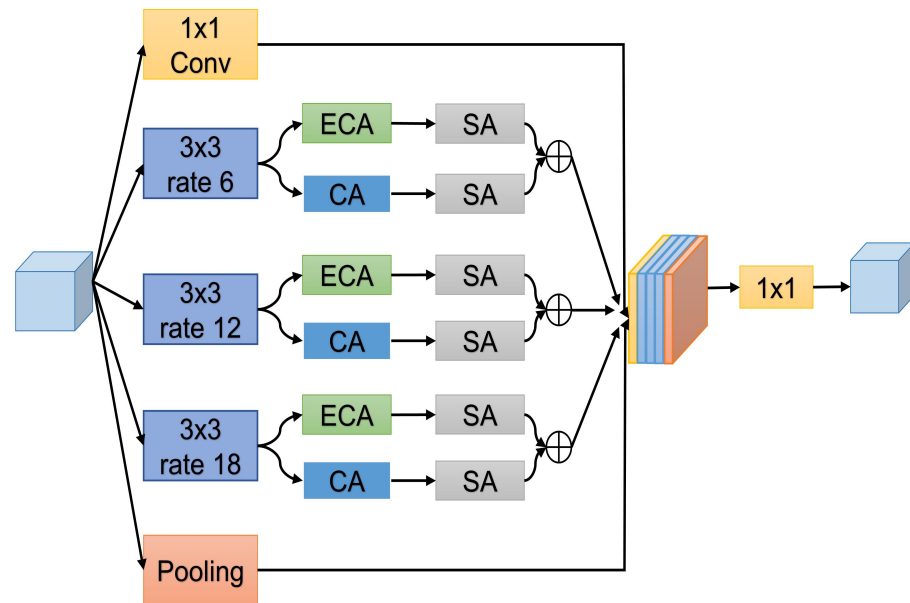 1x1
Conv
3x3
rate 6
ECA
SA
CA
SA
3x3
rate 12
ECA
SA
CA
SA
3x3
rate 18
ECA
SA
CA
SA
Pooling
1x1